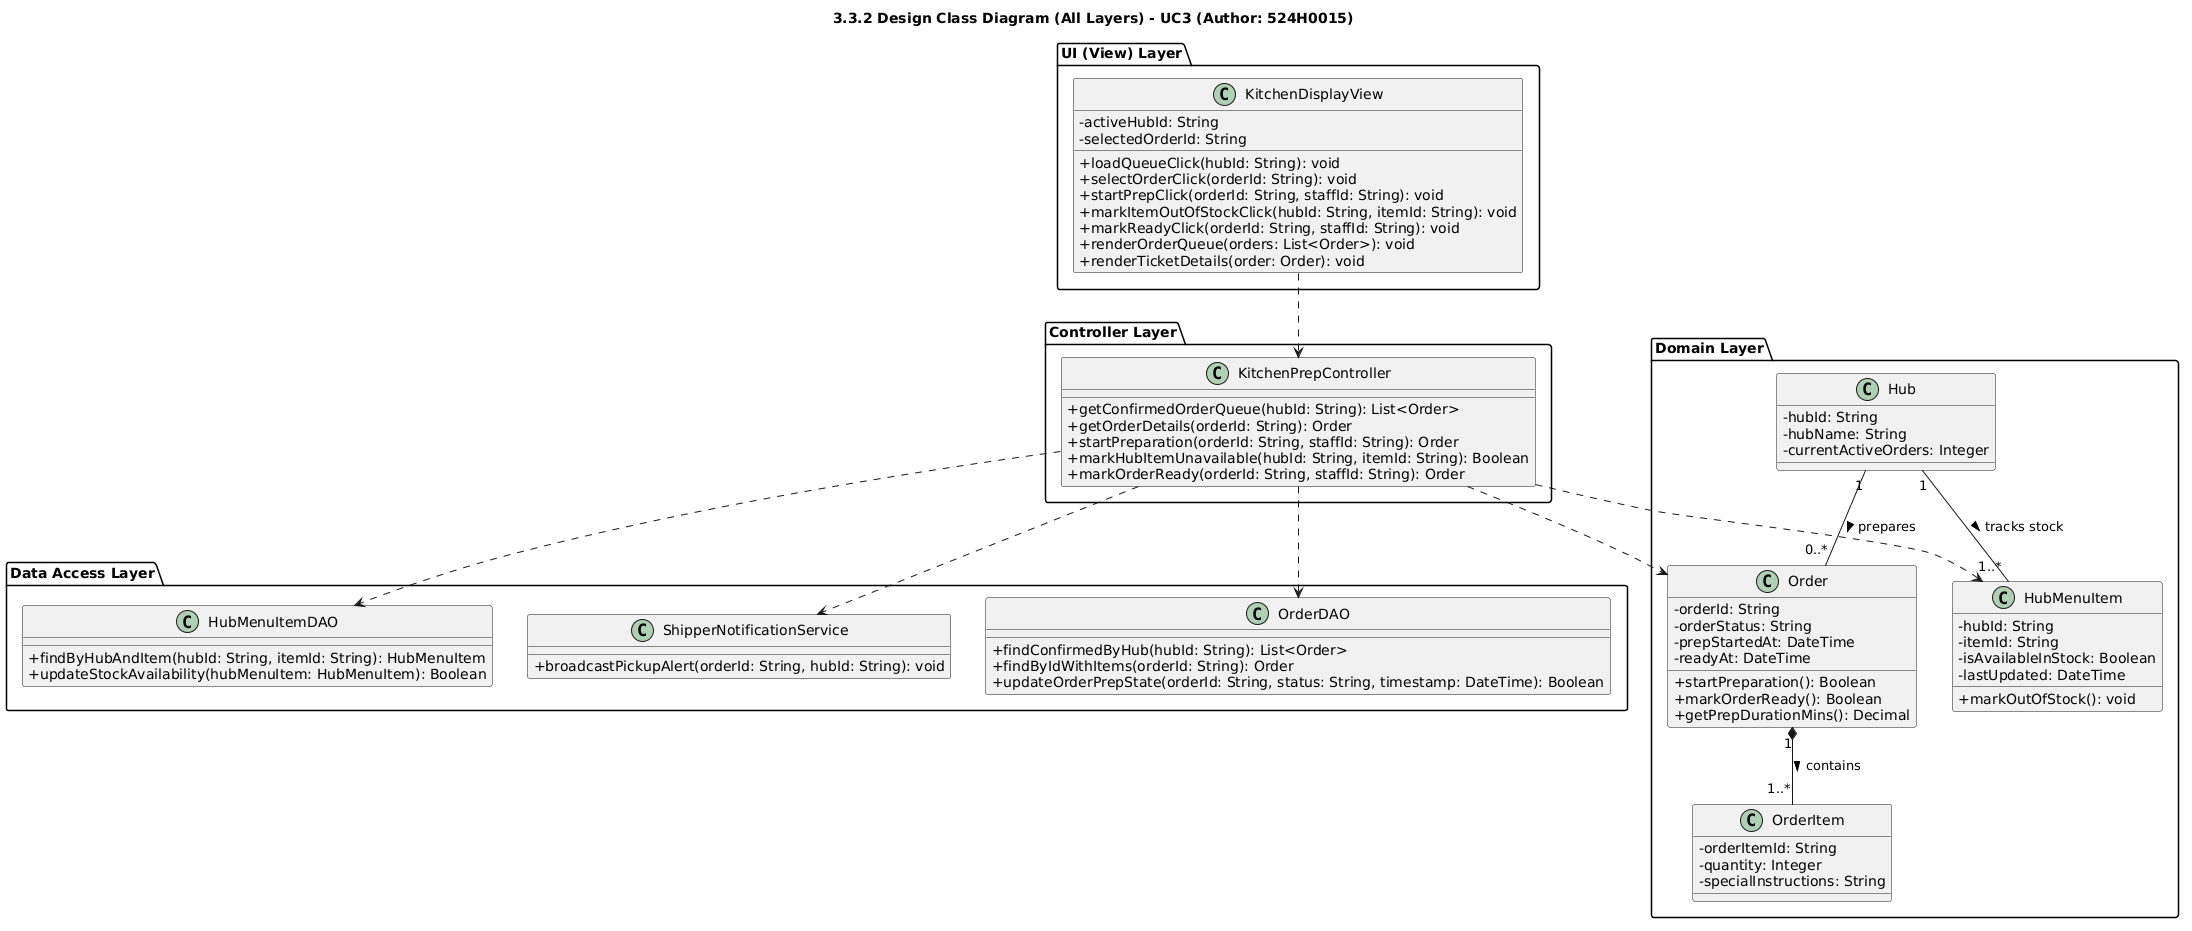 3.3.2 Design Class Diagram (All Layers) - UC3 (Author: 524H0015)
UI (View) Layer
C KitchenDisplayView
-activeHubId: String
-selectedOrderId: String
+loadQueueClick(hubId: String): void
+selectOrderClick(orderId: String): void
+startPrepClick(orderId: String, staffId: String): void
+markItemOutOfStockClick(hubId: String, itemId: String): void
+markReadyClick(orderId: String, staffId: String): void
+renderOrderQueue(orders: List<Order>): void
+renderTicketDetails(order: Order): void
Controller Layer
C KitchenPrepController
+getConfirmedOrderQueue(hubId: String): List<Order>
+getOrderDetails(orderId: String): Order
+startPreparation(orderId: String, staffId: String): Order
+markHubItemUnavailable(hubId: String, itemId: String): Boolean
+markOrderReady(orderId: String, staffId: String): Order
Domain Layer
C Hub
-hubId: String
-hubName: String
-currentActiveOrders: Integer
1
1
prepares
tracks stock
0..*
1..*
Data Access Layer
C HubMenuItemDAO
+findByHubAndItem(hubId: String, itemId: String): HubMenuItem
+updateStockAvailability(hubMenuItem: HubMenuItem): Boolean
C ShipperNotificationService
+broadcastPickupAlert(orderId: String, hubId: String): void
C OrderDAO
+findConfirmedByHub(hubId: String): List<Order>
+findByIdWithItems(orderId: String): Order
+updateOrderPrepState(orderId: String, status: String, timestamp: DateTime): Boolean
C Order
-orderId: String
-orderStatus: String
-prepStartedAt: DateTime
-readyAt: DateTime
+startPreparation(): Boolean
+markOrderReady(): Boolean
+getPrepDurationMins(): Decimal
C HubMenuItem
-hubId: String
-itemId: String
-isAvailableInStock: Boolean
-lastUpdated: DateTime
+markOutOfStock(): void
1
contains
1..*
C OrderItem
-orderItemId: String
-quantity: Integer
-specialInstructions: String